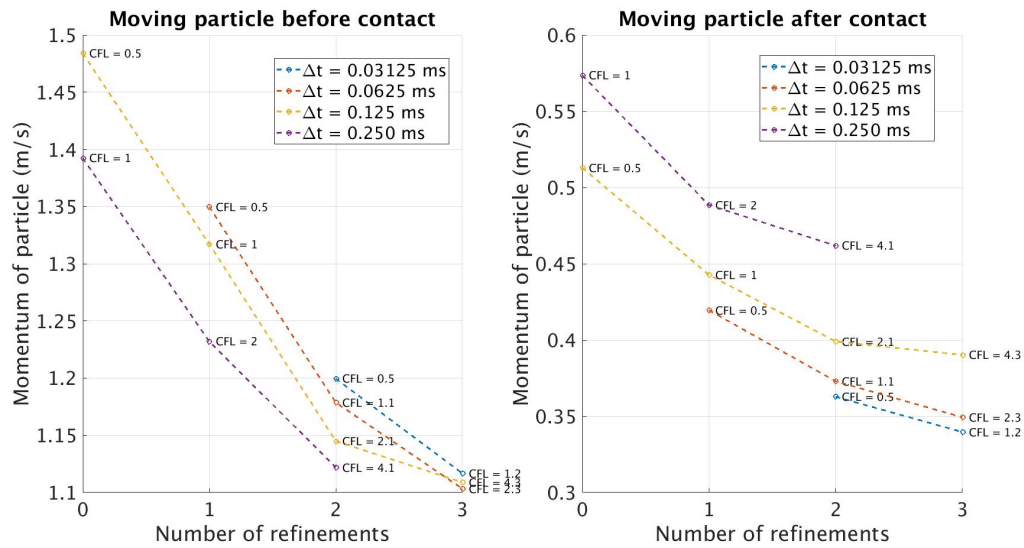 Moving particle before contact
Momentum of particle (m/s)
1.5
1.45
1.4
1.35
1.3
1.25
1.2
1.15
1.1
Δt = 0.03125 ms
Δt = 0.0625 ms
Δt = 0.125 ms
Δt = 0.250 ms
CFL = 0.5
CFL = 1
CFL = 0.5
CFL = 1
CFL = 2
CFL = 0.5
CFL = 1.1
CFL = 2.1
CFL = 4.1
CFL = 1.2
CFL = 4.3
CFL = 2.3
0 1 2 3
Number of refinements
Moving particle after contact
Momentum of particle (m/s)
0.6
0.55
0.5
0.45
0.4
0.35
0.3
Δt = 0.03125 ms
Δt = 0.0625 ms
Δt = 0.125 ms
Δt = 0.250 ms
CFL = 1
CFL = 0.5
CFL = 2
CFL = 1
CFL = 0.5
CFL = 4.1
CFL = 2.1
CFL = 1.1
CFL = 0.5
CFL = 4.3
CFL = 2.3
CFL = 1.2
0 1 2 3
Number of refinements